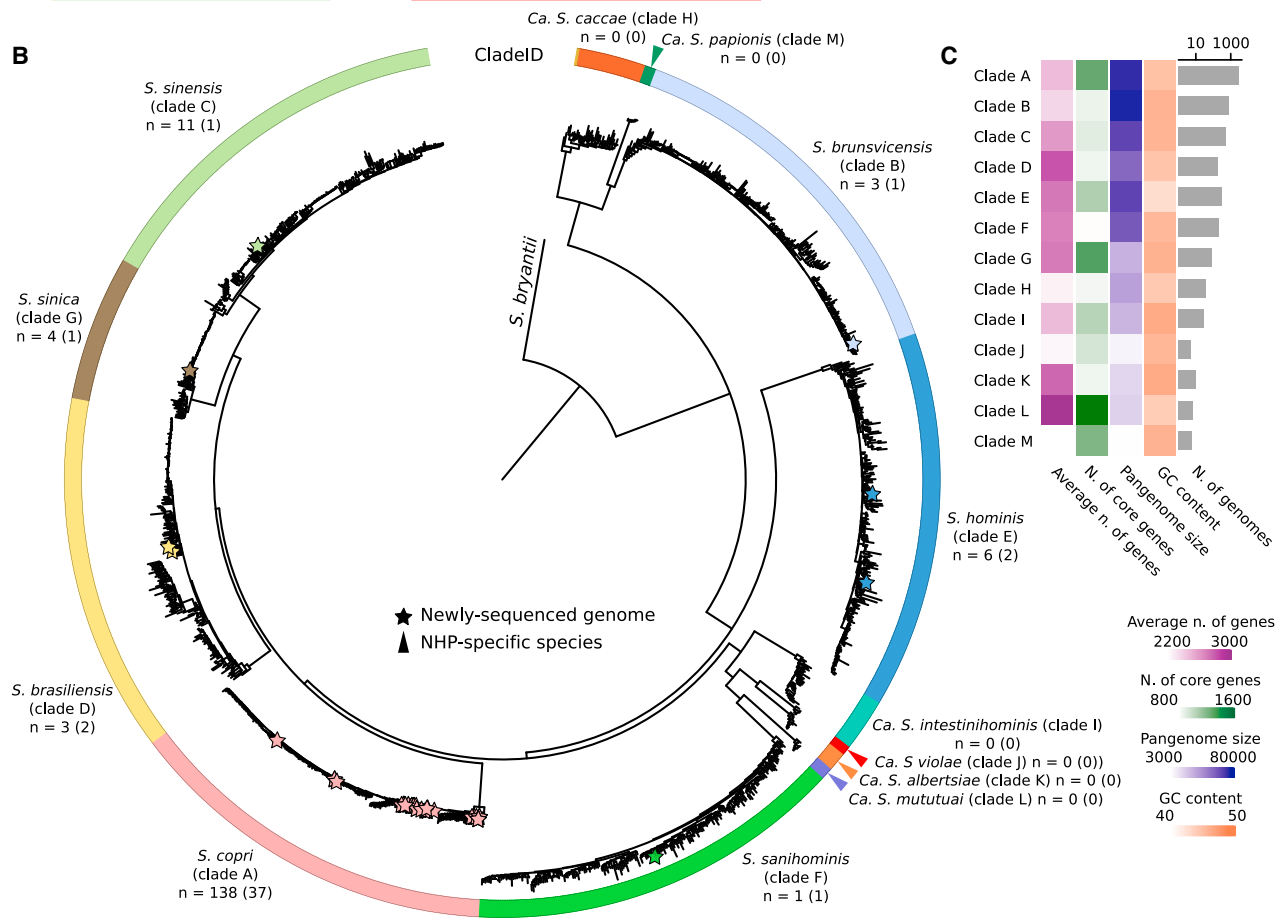 B
CladeID
Ca. S. caccae (clade H)
n = 0 (0)
Ca. S. papionis (clade M)
n = 0 (0)
S. sinensis
(clade C)
n = 11 (1)
S. brunsvicensis
(clade B)
n = 3 (1)
S. bryantii
S. sinica
(clade G)
n = 4 (1)
S. hominis
(clade E)
n = 6 (2)
Newly-sequenced genome
NHP-specific species
S. brasiliensis
(clade D)
n = 3 (2)
Ca. S. intestinihominis (clade I)
n = 0 (0)
Ca. S violae (clade J) n = 0 (0))
Ca. S. albertsiae (clade K) n = 0 (0)
Ca. S. mututuai (clade L) n = 0 (0)
S. copri
(clade A)
n = 138 (37)
S. sanihominis
(clade F)
n = 1 (1)
C
10 1000
Clade A
Clade B
Clade C
Clade D
Clade E
Clade F
Clade G
Clade H
Clade I
Clade J
Clade K
Clade L
Clade M
Average n. of genes
N. of core genes
Pangenome size
GC content
N. of genomes
Average n. of genes
2200 3000
N. of core genes
800 1600
Pangenome size
3000 80000
GC content
40 50